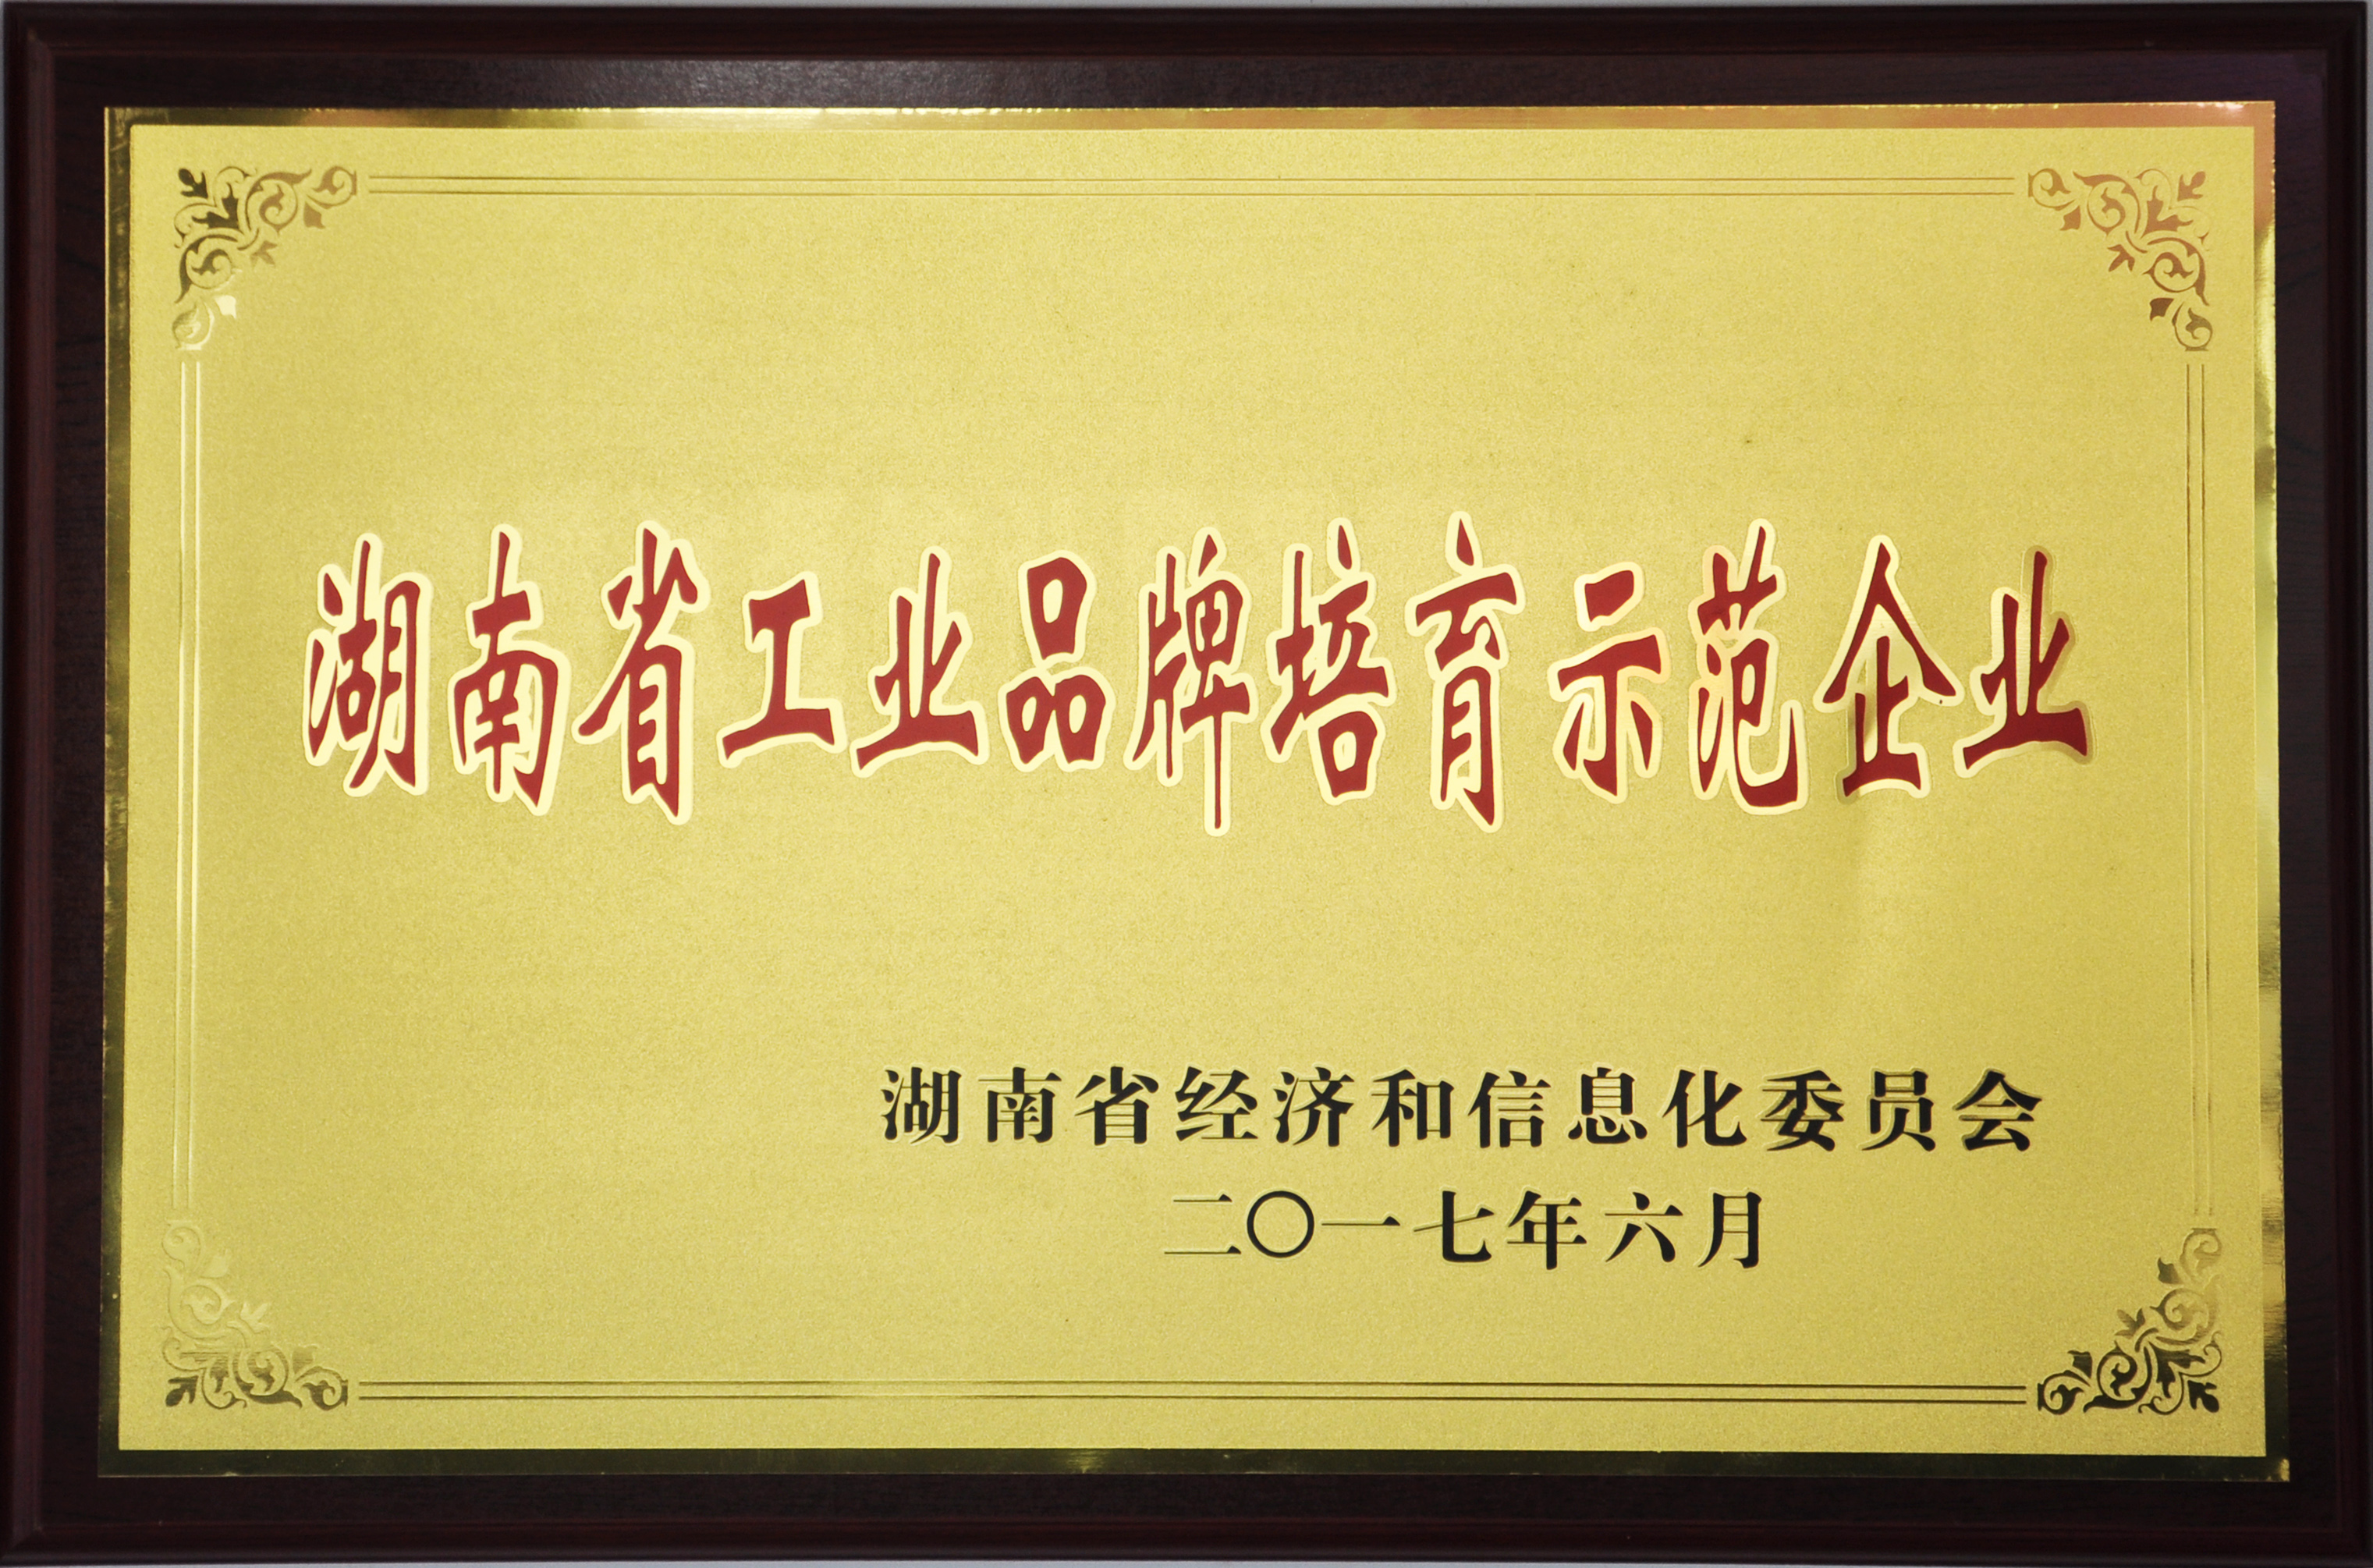 湖南省工业品牌培育示范企业
湖南省经济和信息化委员会
二〇一七年六月